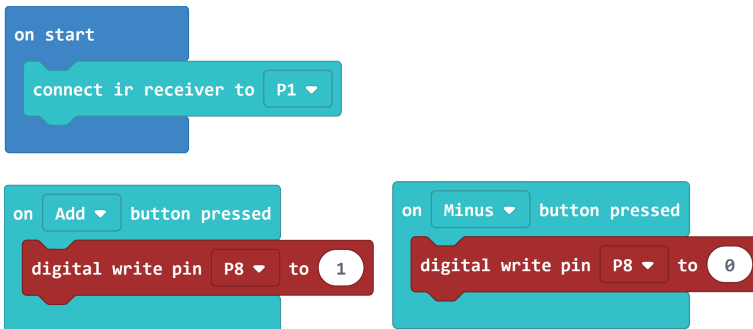 on start
connect ir receiver to P1
on Add button pressed
digital write pin P8 to 1
on Minus button pressed
digital write pin P8 to 0